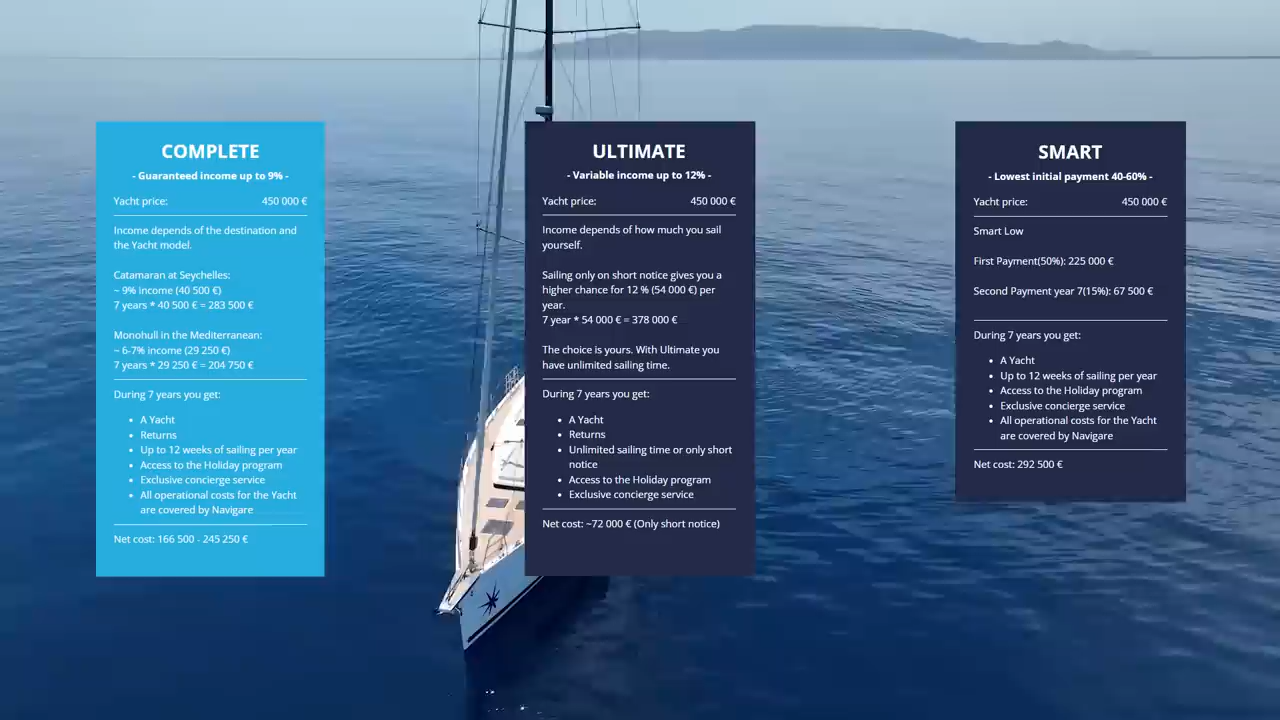 COMPLETE
- Guaranteed income up to 9% -
Yacht price: 450 000 €
Income depends of the destination and
the Yacht model.
Catamaran at Seychelles:
~ 9% income (40 500 €)
7 years * 40 500 € = 283 500 €
Monohull in the Mediterranean:
~ 6-7% income (29 250 €)
7 years * 29 250 € = 204 750 €
During 7 years you get:
• A Yacht
• Returns
• Up to 12 weeks of sailing per year
• Access to the Holiday program
• Exclusive concierge service
• All operational costs for the Yacht
are covered by Navigare
Net cost: 166 500 - 245 250 €
ULTIMATE
- Variable income up to 12% -
Yacht price: 450 000 €
Income depends of how much you sail
yourself.
Sailing only on short notice gives you a
higher chance for 12 % (54 000 €) per
year.
7 year * 54 000 € = 378 000 €
The choice is yours. With Ultimate you
have unlimited sailing time.
During 7 years you get:
• A Yacht
• Returns
• Unlimited sailing time or only short
notice
• Access to the Holiday program
• Exclusive concierge service
Net cost: ~72 000 € (Only short notice)
SMART
- Lowest initial payment 40-60% -
Yacht price: 450 000 €
Smart Low
First Payment(50%): 225 000 €
Second Payment year 7(15%): 67 500 €
During 7 years you get:
• A Yacht
• Up to 12 weeks of sailing per year
• Access to the Holiday program
• Exclusive concierge service
• All operational costs for the Yacht
are covered by Navigare
Net cost: 292 500 €